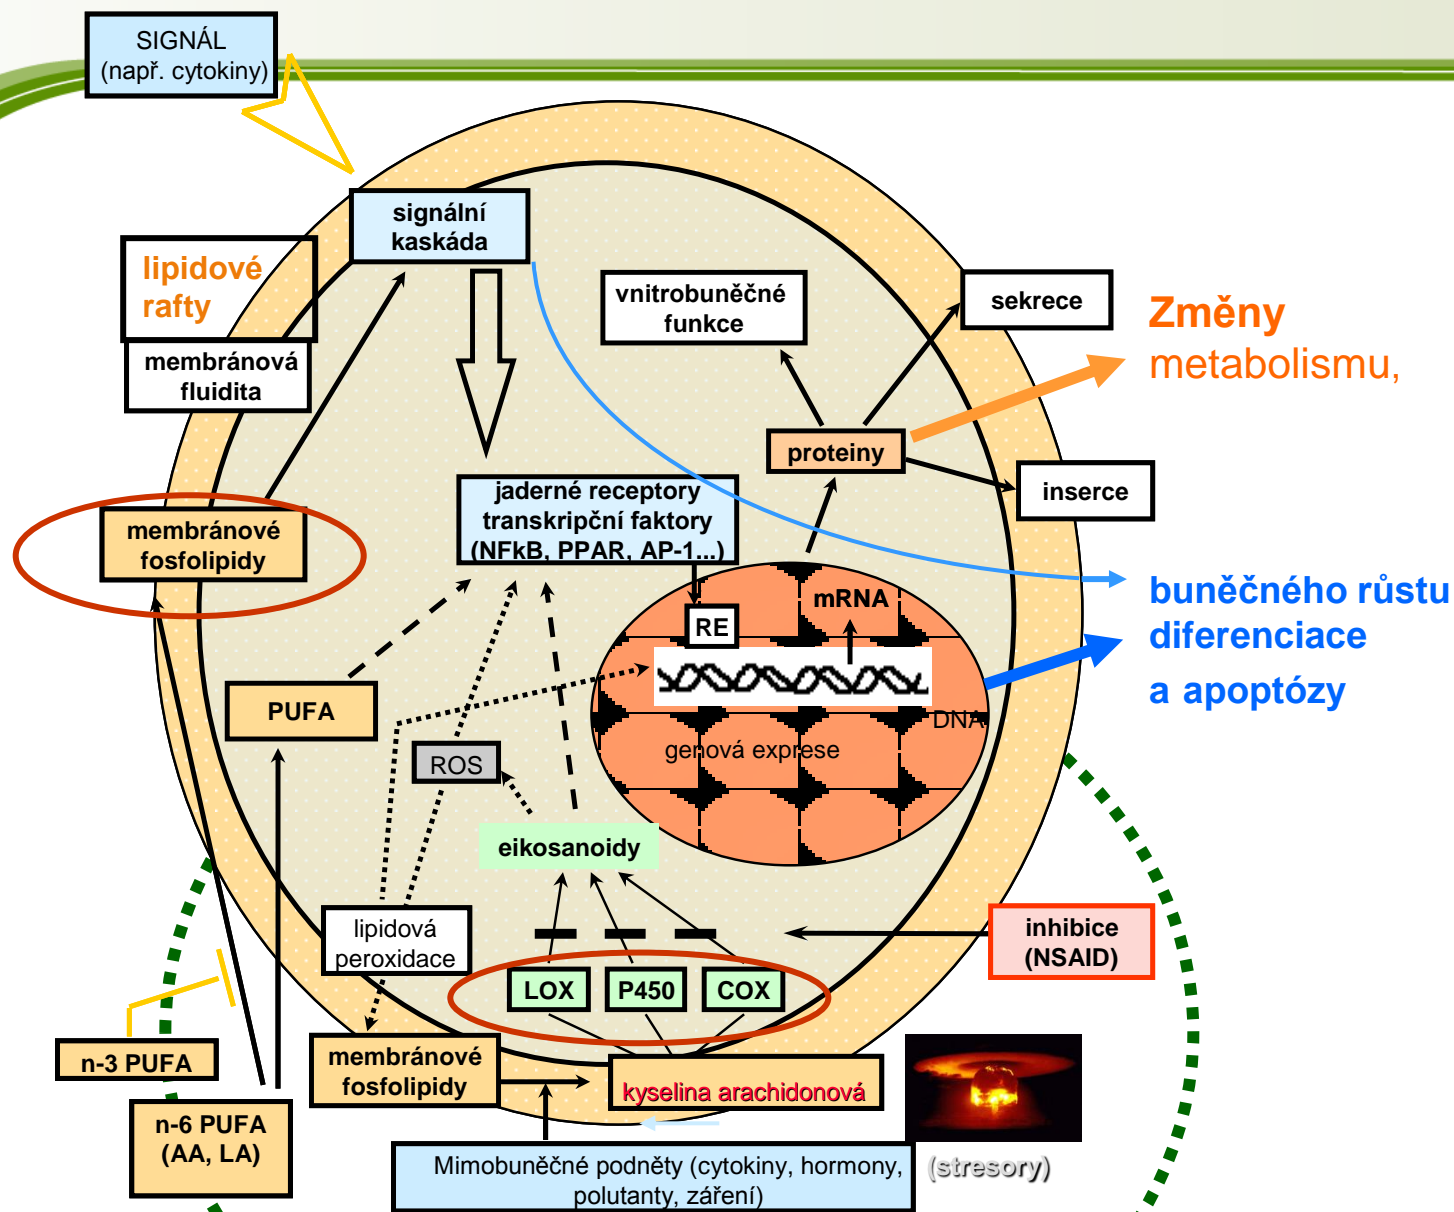 SIGNÁL
(např. cytokiny)
signální
kaskáda
lipidové
rafty
membránová
fluidita
vnitrobuněčné
funkce
sekrece
Změny
metabolismu,
proteiny
inserce
jaderné receptory
transkripční faktory
(NFkB, PPAR, AP-1...)
membránové
fosfolipidy
buněčného růstu
diferenciace
a apoptózy
mRNA
RE
DNA
genová exprese
PUFA
ROS
eikosanoidy
lipidová
peroxidace
inhibice
(NSAID)
LOX
P450
COX
n-3 PUFA
membránové
fosfolipidy
kyselina arachidonová
n-6 PUFA
(AA, LA)
Mimobuněčné podněty (cytokiny, hormony,
polutanty, záření)
(stresory)